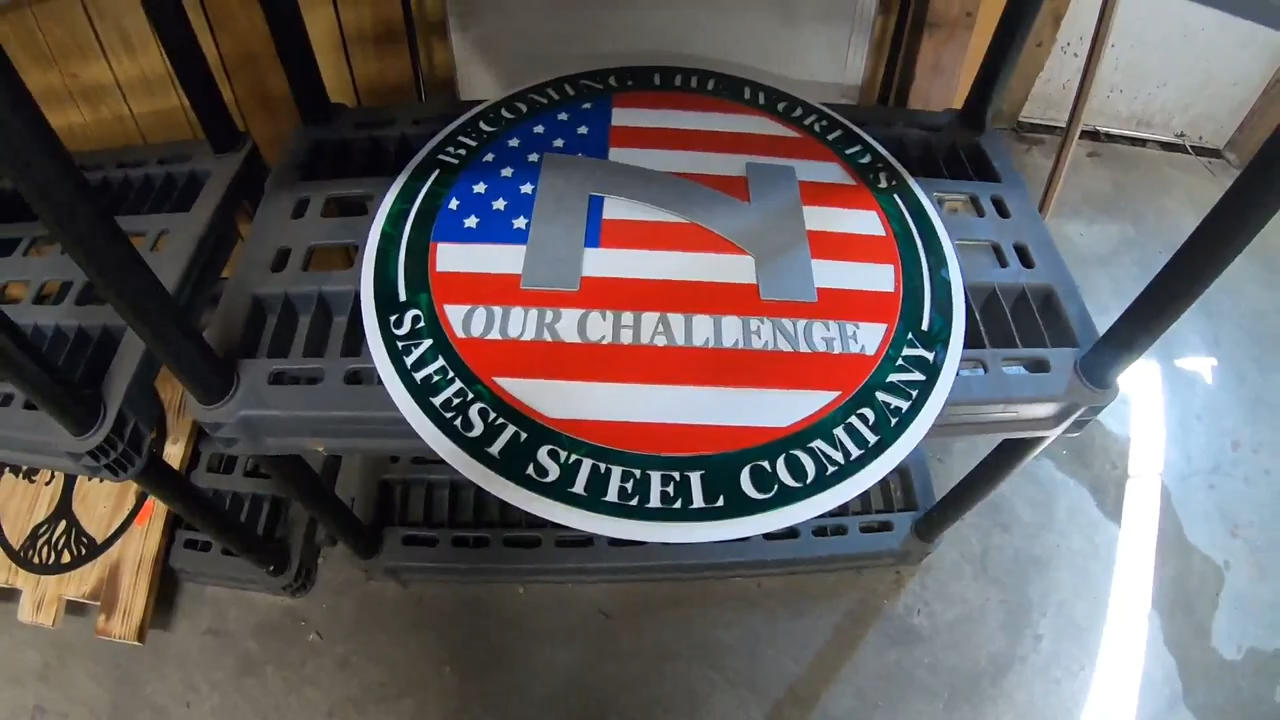 BECOMING THE WORLD'S
N
OUR CHALLENGE
SAFEST STEEL COMPANY